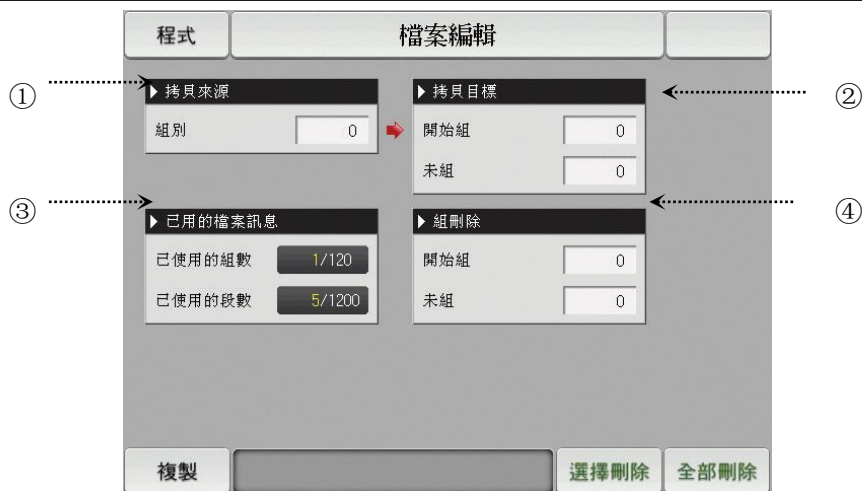 程式
檔案編輯
①
▶ 拷貝來源
組別 0
▶ 拷貝目標
開始組 0
未組 0
②
③
▶ 已用的檔案訊息
已使用的組數 1/120
已使用的段數 5/1200
▶ 組刪除
開始組 0
未組 0
④
複製
選擇刪除
全部刪除